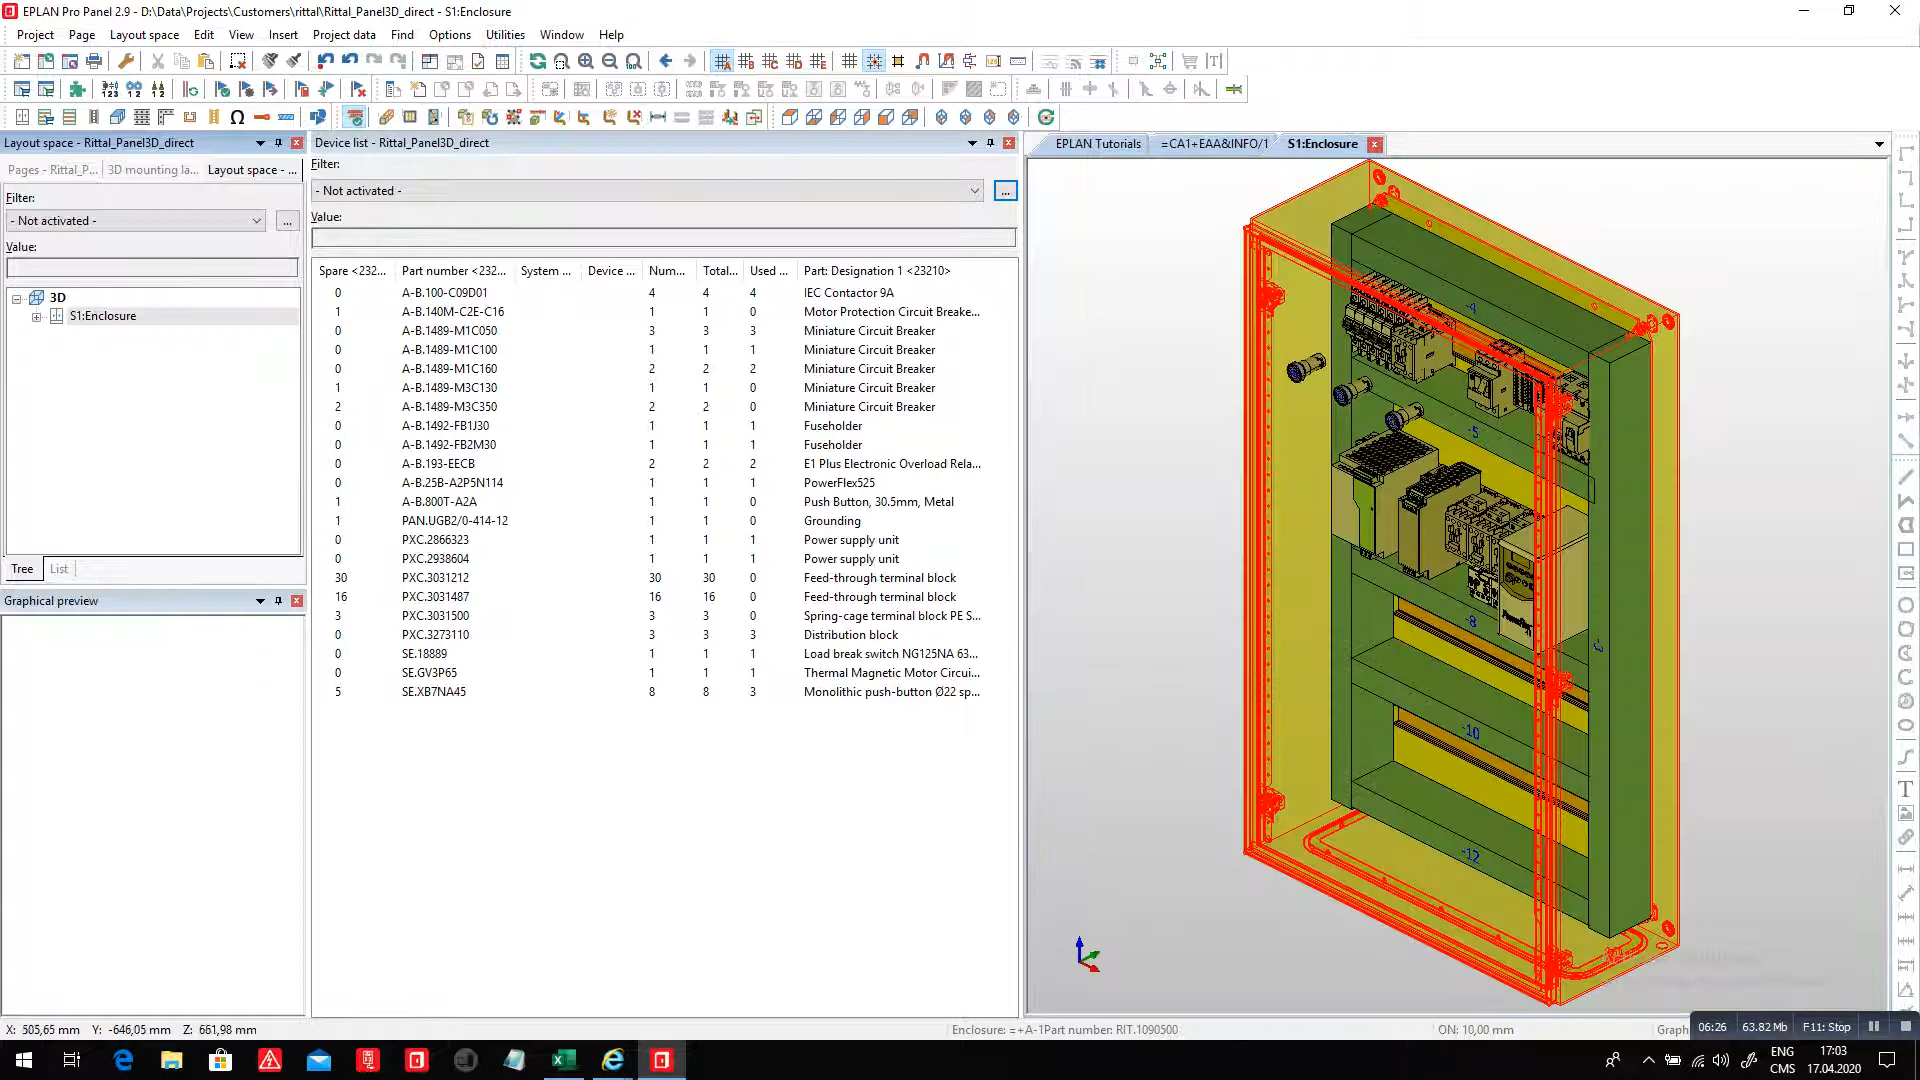 EPLAN Pro Panel 2.9 - D:\Data\Projects\Customers\rittal\Rittal_Panel3D_direct - S1:Enclosure
Project Page Layout space Edit View Insert Project data Find Options Utilities Window Help
Layout space - Rittal_Panel3D_direct
Pages - Rittal_P... 3D mounting la... Layout space - ...
Filter:
- Not activated -
...
Value:
3D
S1:Enclosure
Tree List
Graphical preview
Device list - Rittal_Panel3D_direct
Filter:
- Not activated -
...
Value:
Spare <232... Part number <232... System ... Device ... Num... Total... Used ... Part: Designation 1 <23210>
0 A-B.100-C09D01 4 4 4 IEC Contactor 9A
1 A-B.140M-C2E-C16 1 1 0 Motor Protection Circuit Breake...
0 A-B.1489-M1C050 3 3 3 Miniature Circuit Breaker
0 A-B.1489-M1C100 1 1 1 Miniature Circuit Breaker
0 A-B.1489-M1C160 2 2 2 Miniature Circuit Breaker
1 A-B.1489-M3C130 1 1 0 Miniature Circuit Breaker
2 A-B.1489-M3C350 2 2 0 Miniature Circuit Breaker
0 A-B.1492-FB1J30 1 1 1 Fuseholder
0 A-B.1492-FB2M30 1 1 1 Fuseholder
0 A-B.193-EECB 2 2 2 E1 Plus Electronic Overload Rela...
0 A-B.25B-A2P5N114 1 1 1 PowerFlex525
1 A-B.800T-A2A 1 1 0 Push Button, 30.5mm, Metal
1 PAN.UGB2/0-414-12 1 1 0 Grounding
0 PXC.2866323 1 1 1 Power supply unit
0 PXC.2938604 1 1 1 Power supply unit
30 PXC.3031212 30 30 0 Feed-through terminal block
16 PXC.3031487 16 16 0 Feed-through terminal block
3 PXC.3031500 3 3 0 Spring-cage terminal block PE S...
0 PXC.3273110 3 3 3 Distribution block
0 SE.18889 1 1 1 Load break switch NG125NA 63...
0 SE.GV3P65 1 1 1 Thermal Magnetic Motor Circui...
5 SE.XB7NA45 8 8 3 Monolithic push-button Ø22 sp...
EPLAN Tutorials =CA1+EAA&INFO/1 S1:Enclosure
-4
-5
-8
-10
-12
X: 505,65 mm Y: -646,05 mm Z: 661,98 mm
Enclosure: =+A-1Part number: RIT.1090500
ON: 10,00 mm
Graph
06:26 63.82 Mb F11: Stop
ENG
CMS
17:03
17.04.2020